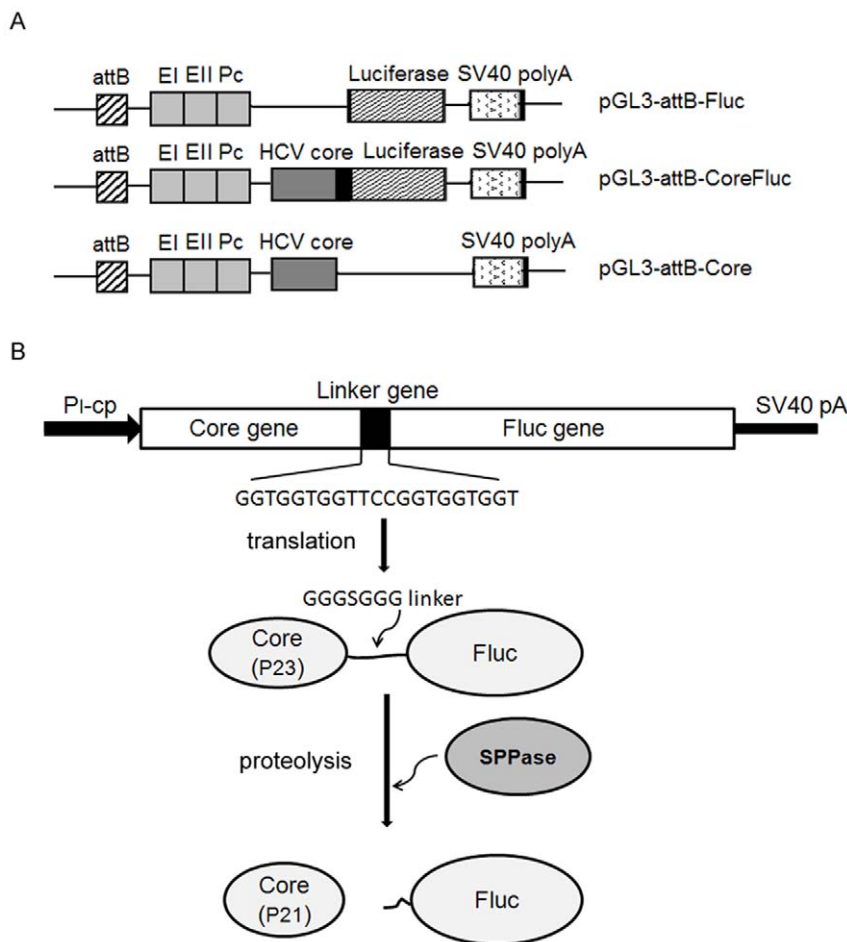 A
attB EI EII Pc Luciferase SV40 polyA
pGL3-attB-Fluc
attB EI EII Pc HCV core Luciferase SV40 polyA
pGL3-attB-CoreFluc
attB EI EII Pc HCV core SV40 polyA
pGL3-attB-Core
B
Linker gene
PI-cp
SV40 pA
Core gene
Fluc gene
GGTGGTGGTTCCGGTGGTGGT
translation
GGGSGGG linker
Core
(P23)
Fluc
proteolysis
SPPase
Core
(P21)
Fluc